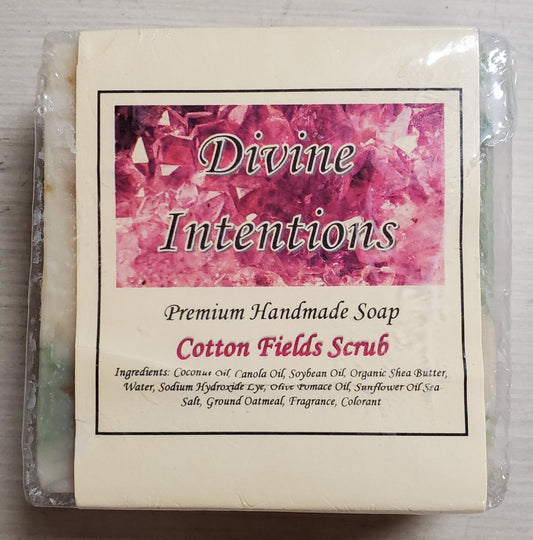 Divine
Intentions
Premium Handmade Soap
Cotton Fields Scrub
Ingredients: Coconut Oil, Canola Oil, Soybean Oil, Organic Shea Butter,
Water, Sodium Hydroxide Lye, Olive Pomace Oil, Sunflower Oil Sea
Salt, Ground Oatmeal, Fragrance, Colorant